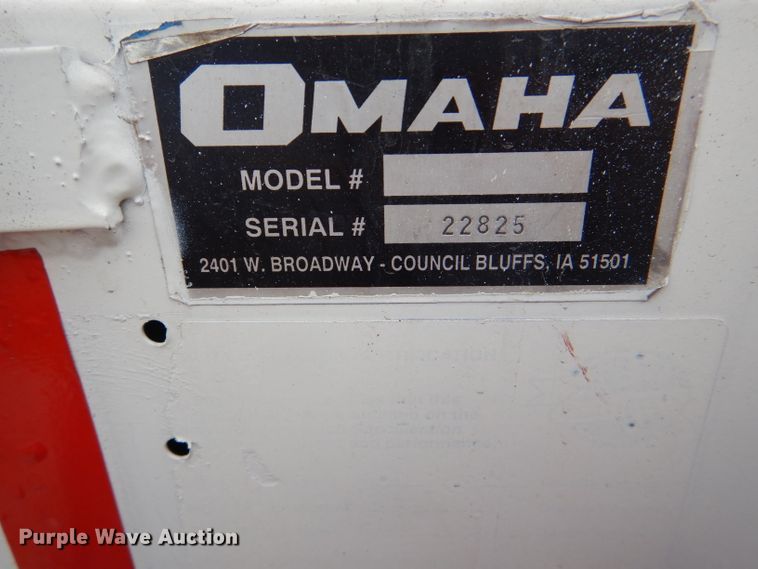 OMAHA
MODEL #
SERIAL # 22825
2401 W. BROADWAY - COUNCIL BLUFFS, IA 51501
Purple Wave Auction